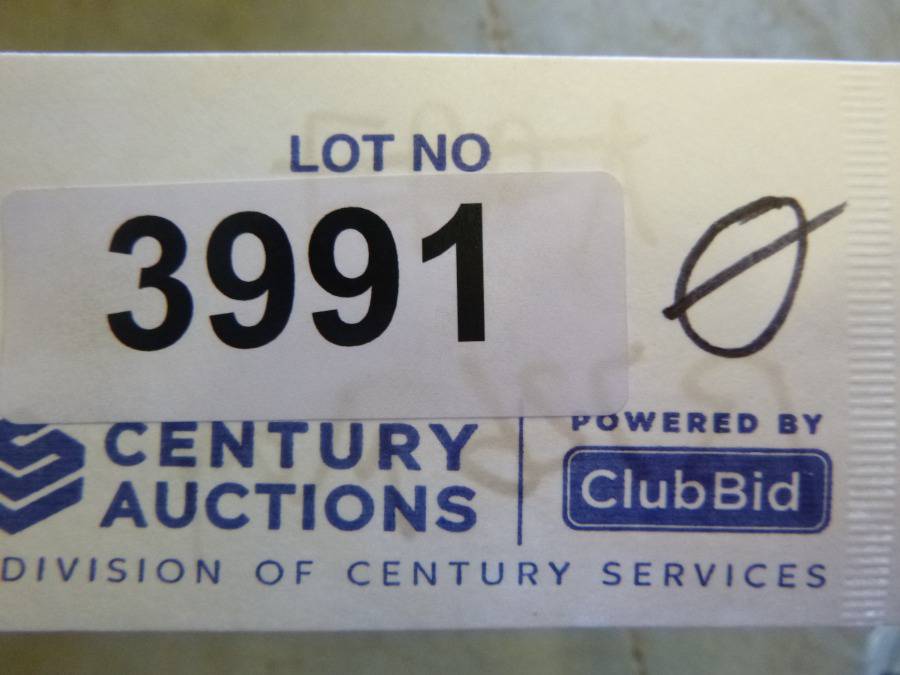 LOT NO
3991 Ø
CENTURY
AUCTIONS
POWERED BY
ClubBid
DIVISION OF CENTURY SERVICES